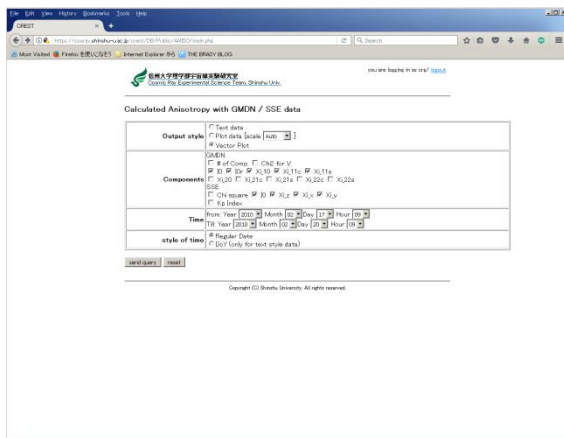 File Edit View History Bookmarks Tools Help
CREST
Search
Most Visited Firefox を使いこなそう Internet Explorer から THE BRADY BLOG
信州大学理学部宇宙線実験研究室
Cosmic Ray Experimental Science Team, Shinshu Univ.
you are logging in as crp/ logout
Calculated Anisotropy with GMDN / SSE data
Output style
Text data
Plot data [scale Auto ]
Vector Plot
Components
GMDN
# of Comp Chi2 for V
I0 I0r Xi_10 Xi_11c Xi_11s
Xi_20 Xi_21c Xi_21s Xi_22c Xi_22s
SSE
Chi square I0 Xi_z Xi_x Xi_y
Kp Index
Time
from: Year 2010 Month 02 Day 17 Hour 09
Till: Year 2010 Month 02 Day 20 Hour 09
style of time
Regular Date
DoY (only for text style data)
send query reset
Copyright (C) Shinshu University, All rights reserved.